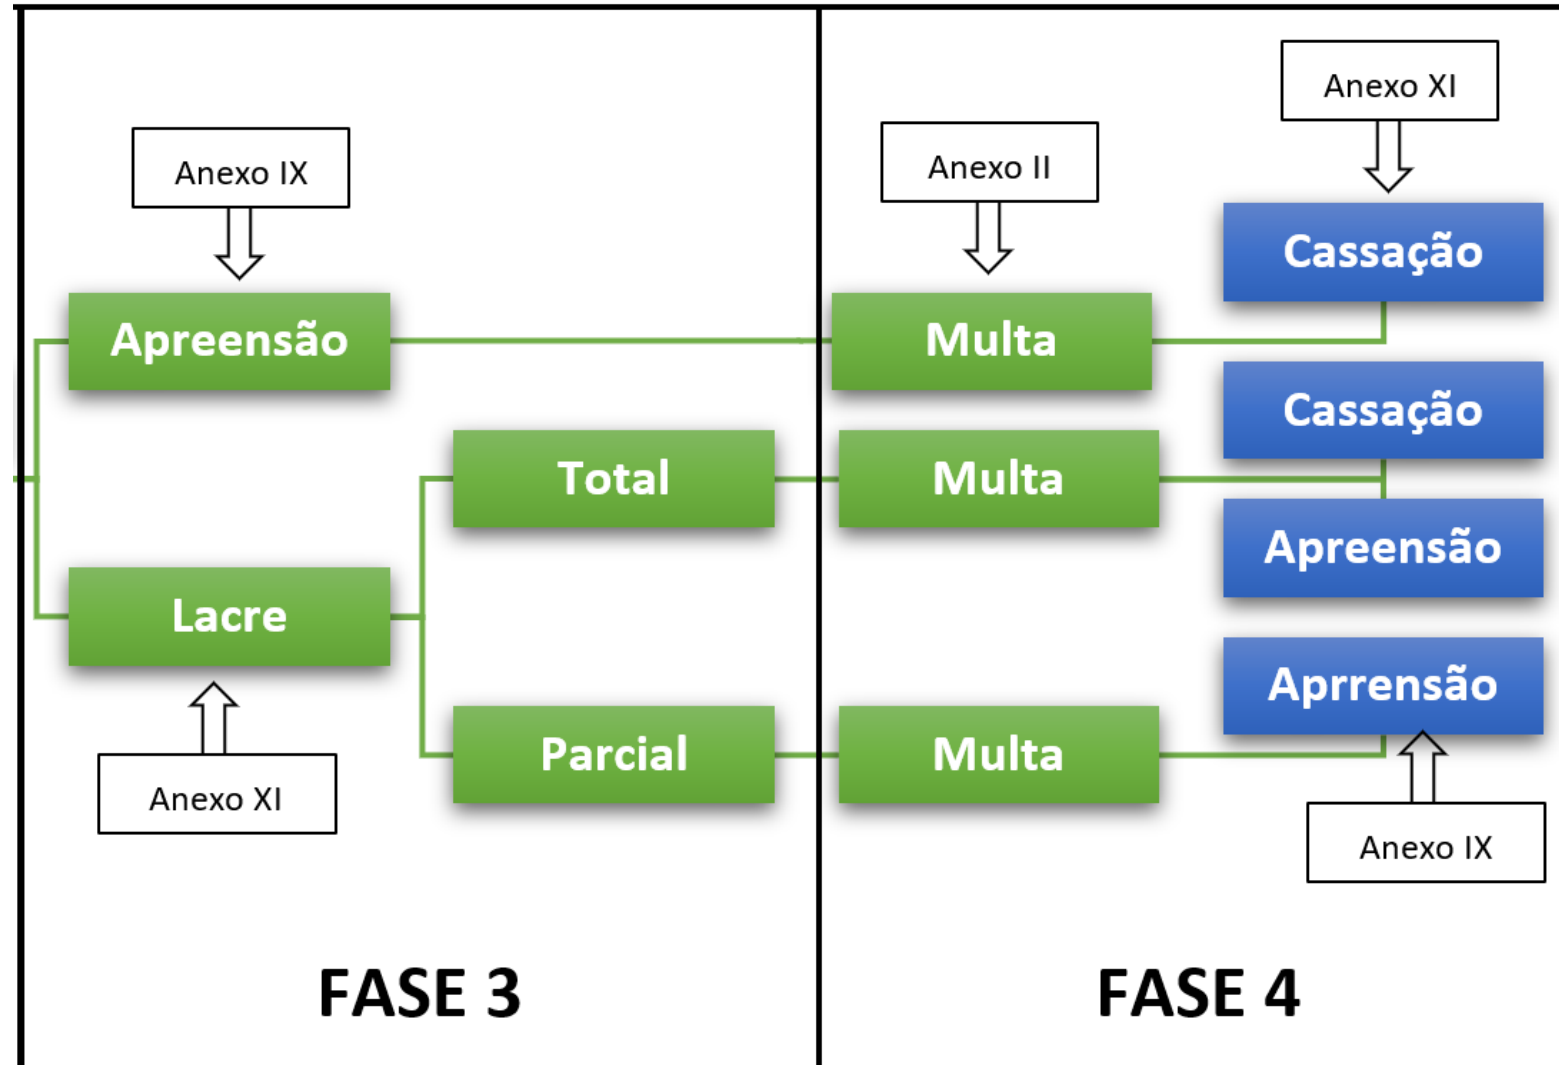 Anexo XI
Anexo II
Anexo IX
Cassação
Apreensão
Multa
Cassação
Total
Multa
Apreensão
Lacre
Aprrensão
Parcial
Multa
Anexo XI
Anexo IX
FASE 3
FASE 4